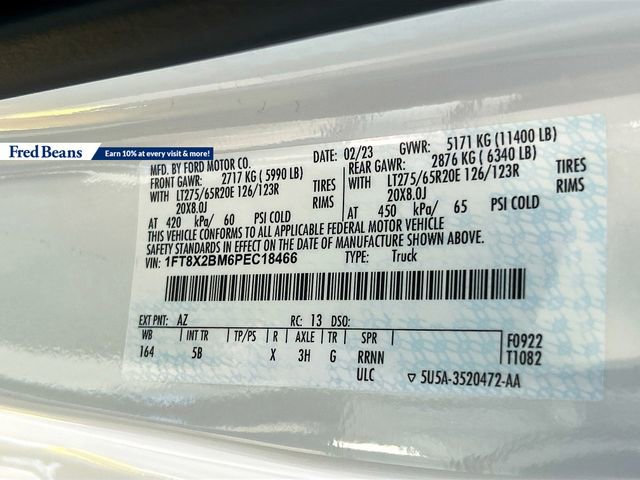 Fred Beans
Earn 10% at every visit & more!
MFD. BY FORD MOTOR CO. DATE: 02/23 GVWR: 5171 KG (11400 LB)
FRONT GAWR: 2717 KG ( 5990 LB) REAR GAWR: 2876 KG ( 6340 LB)
WITH LT275/65R20E 126/123R TIRES WITH LT275/65R20E 126/123R TIRES
20X8.0J RIMS 20X8.0J RIMS
AT 420 kPa/ 60 PSI COLD AT 450 kPa/ 65 PSI COLD
THIS VEHICLE CONFORMS TO ALL APPLICABLE FEDERAL MOTOR VEHICLE
SAFETY STANDARDS IN EFFECT ON THE DATE OF MANUFACTURE SHOWN ABOVE.
VIN: 1FT8X2BM6PEC18466 TYPE: Truck
EXT PNT: AZ RC: 13 DSO:
WB INT TR TP/PS R AXLE TR SPR F0922
164 5B X 3H G RRNN T1082
ULC ▽ 5U5A-3520472-AA